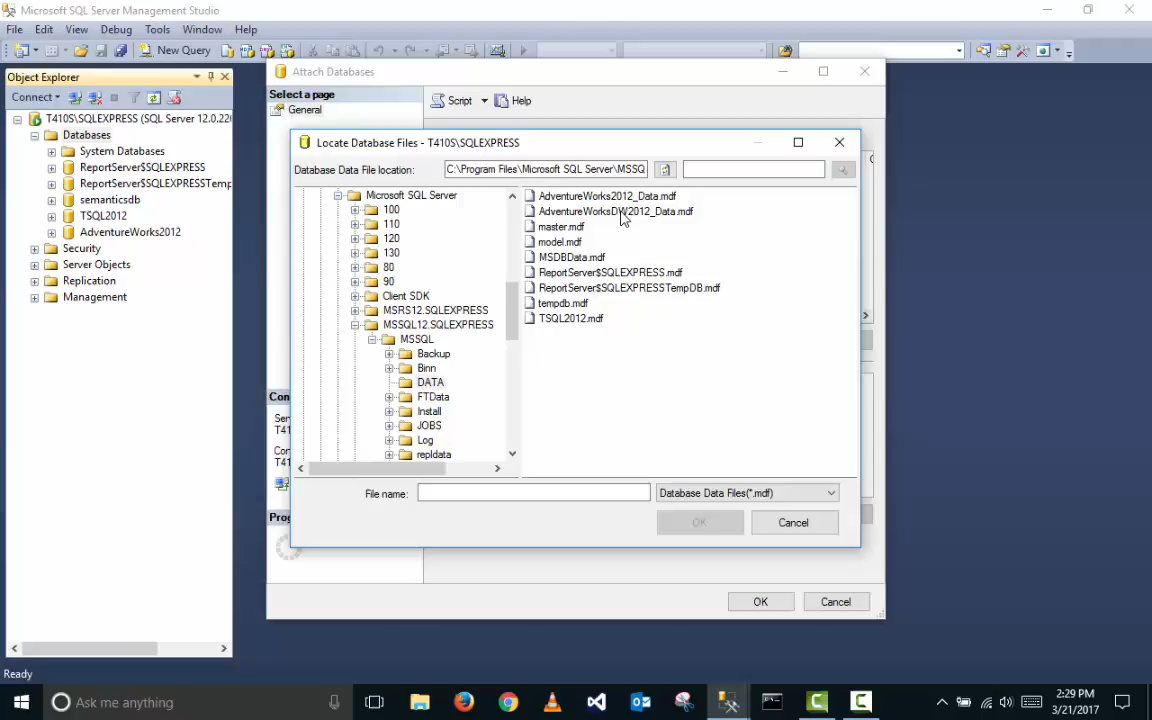 Microsoft SQL Server Management Studio
File Edit View Debug Tools Window Help
New Query
Object Explorer
Connect
T410S\SQLEXPRESS (SQL Server 12.0.226
Databases
System Databases
ReportServer$SQLEXPRESS
ReportServer$SQLEXPRESSTemp
semanticsdb
TSQL2012
AdventureWorks2012
Security
Server Objects
Replication
Management
Attach Databases
Select a page
General
Script Help
Locate Database Files - T410S\SQLEXPRESS
Database Data File location: C:\Program Files\Microsoft SQL Server\MSSQ
Microsoft SQL Server
100
110
120
130
80
90
Client SDK
MSRS12.SQLEXPRESS
MSSQL12.SQLEXPRESS
MSSQL
Backup
Binn
DATA
FTData
Install
JOBS
Log
repldata
AdventureWorks2012_Data.mdf
AdventureWorksDW2012_Data.mdf
master.mdf
model.mdf
MSDBData.mdf
ReportServer$SQLEXPRESS.mdf
ReportServer$SQLEXPRESSTempDB.mdf
tempdb.mdf
TSQL2012.mdf
File name: Database Data Files(*.mdf)
OK Cancel
Con
Ser
T41
Con
T41
Prog
OK Cancel
Ready
Ask me anything
2:29 PM
3/21/2017